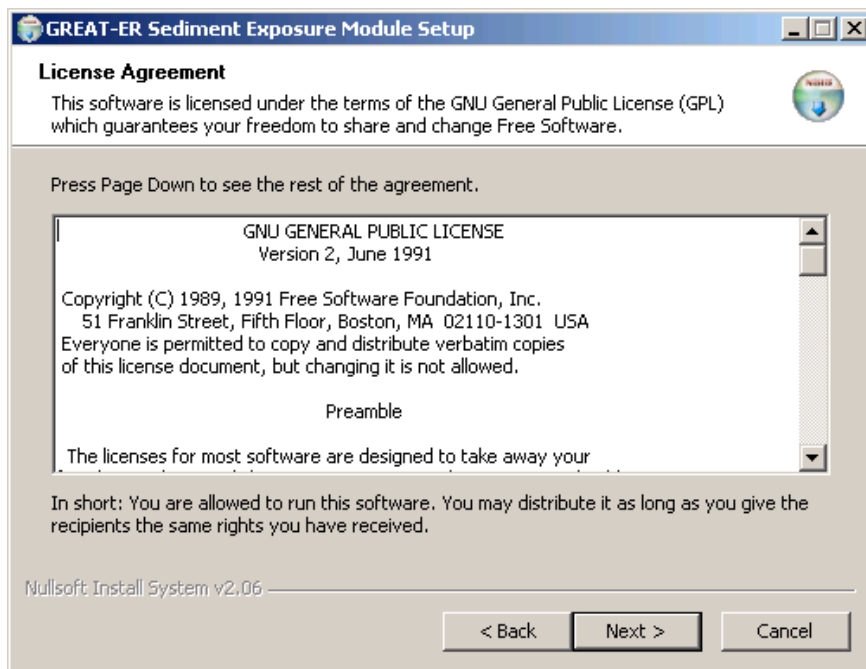 GREAT-ER Sediment Exposure Module Setup
License Agreement
This software is licensed under the terms of the GNU General Public License (GPL)
which guarantees your freedom to share and change Free Software.
Press Page Down to see the rest of the agreement.
GNU GENERAL PUBLIC LICENSE
Version 2, June 1991
Copyright (C) 1989, 1991 Free Software Foundation, Inc.
51 Franklin Street, Fifth Floor, Boston, MA  02110-1301  USA
Everyone is permitted to copy and distribute verbatim copies
of this license document, but changing it is not allowed.
Preamble
The licenses for most software are designed to take away your
In short: You are allowed to run this software. You may distribute it as long as you give the
recipients the same rights you have received.
Nullsoft Install System v2.06
< Back
Next >
Cancel